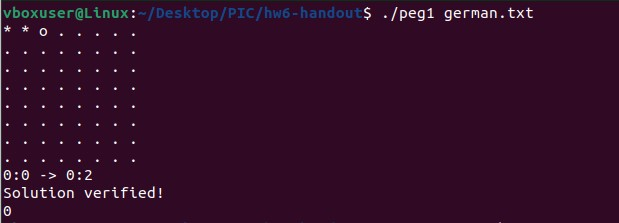 vboxuser@Linux:~/Desktop/PIC/hw6-handout$ ./peg1 german.txt
* * o . . . . .
. . . . . . . .
. . . . . . . .
. . . . . . . .
. . . . . . . .
. . . . . . . .
. . . . . . . .
. . . . . . . .
0:0 -> 0:2
Solution verified!
0